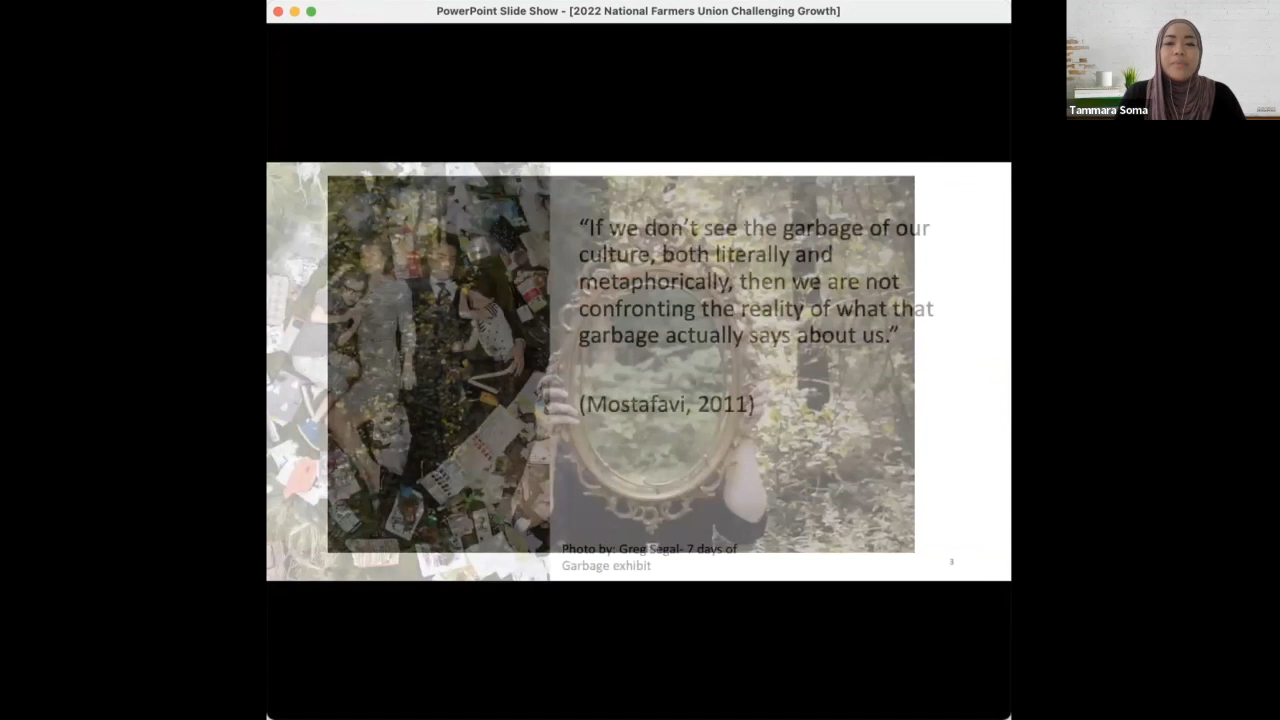 PowerPoint Slide Show - [2022 National Farmers Union Challenging Growth]
Tammara Soma
“If we don’t see the garbage of our
culture, both literally and
metaphorically, then we are not
confronting the reality of what that
garbage actually says about us.”
(Mostafavi, 2011)
Photo by: Greg Segal- 7 days of
Garbage exhibit
3